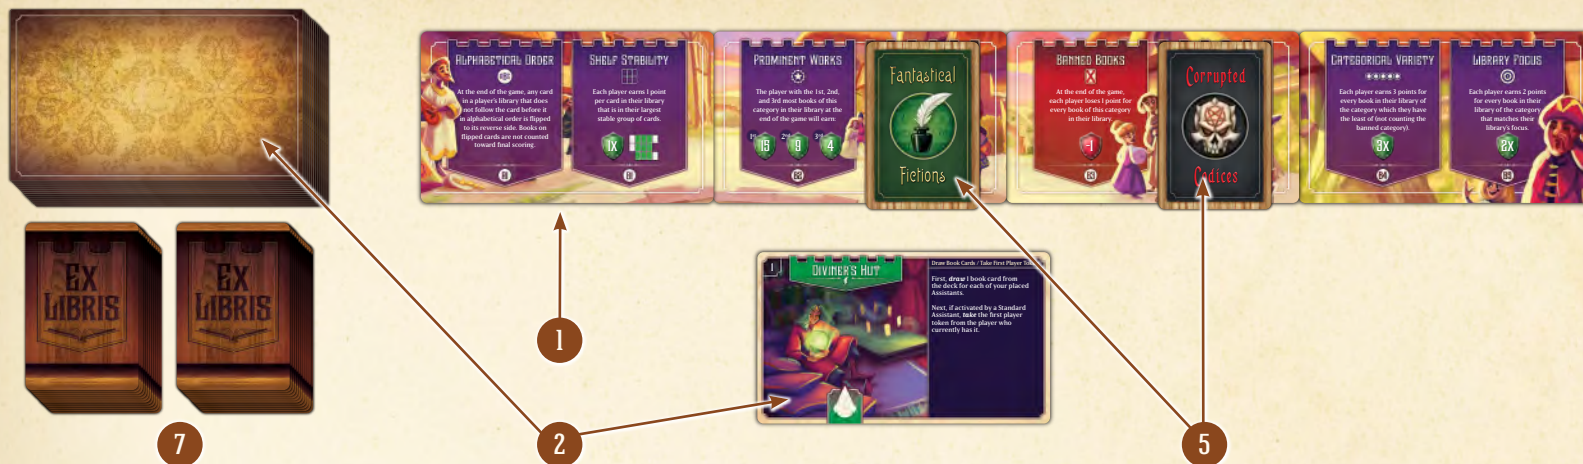 ALPHABETICAL ORDER
At the end of the game, any card
in a player's library that does
not follow the card before it
in alphabetical order is flipped
to its reverse side. Books on
flipped cards are not counted
toward final scoring.
SHELF STABILITY
Each player earns 1 point
per card in their library
that is in their largest
stable group of cards.
1X
PROMINENT WORKS
The player with the 1st, 2nd,
and 3rd most books of this
category in their library at the
end of the game will earn:
1st 15 2nd 9 3rd 4
Fantastical
Fictions
BANNED BOOKS
At the end of the game,
each player loses 1 point for
every book of this category
in their library.
-1
Corrupted
Codices
CATEGORICAL VARIETY
Each player earns 3 points for
every book in their library of
the category which they have
the least of (not counting the
banned category).
3X
LIBRARY FOCUS
Each player earns 2 points
for every book in their
library of the category
that matches their
library's focus.
2X
EX
LIBRIS
EX
LIBRIS
1
DIVINER'S HUT
Draw Book Cards / Take First Player
First, draw 1 book card from
the deck for each of your placed
Assistants.
Next, if activated by a Standard
Assistant, take the first player
token from the player who
currently has it.
1
7
2
5